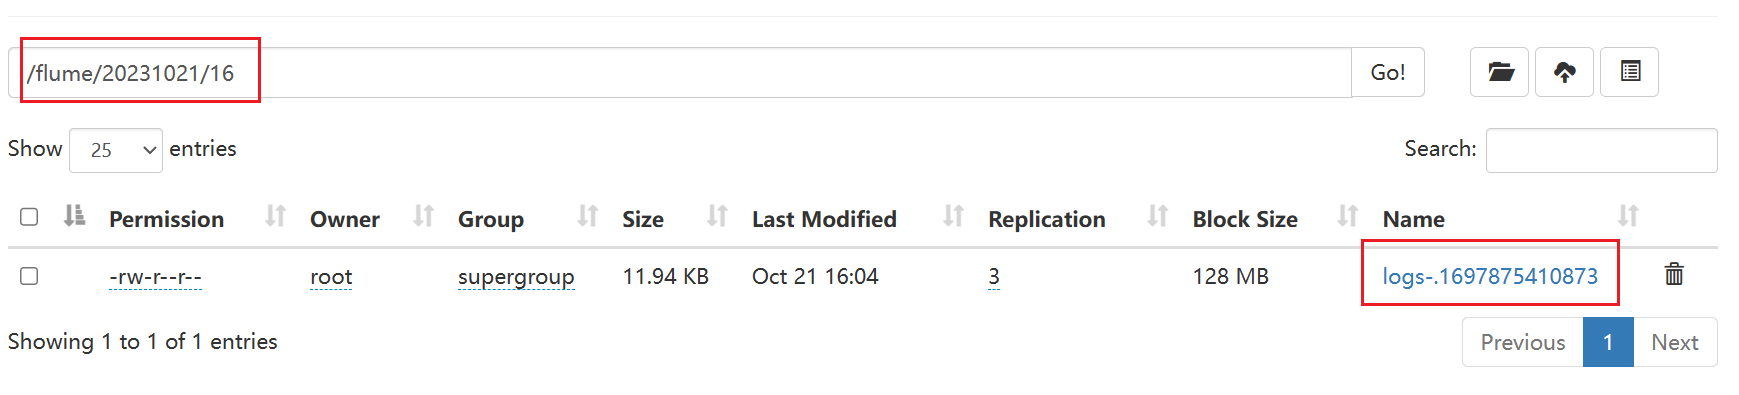 /flume/20231021/16 Go!
Show 25 entries Search:
Permission Owner Group Size Last Modified Replication Block Size Name
-rw-r--r-- root supergroup 11.94 KB Oct 21 16:04 3 128 MB logs-.1697875410873
Showing 1 to 1 of 1 entries Previous 1 Next